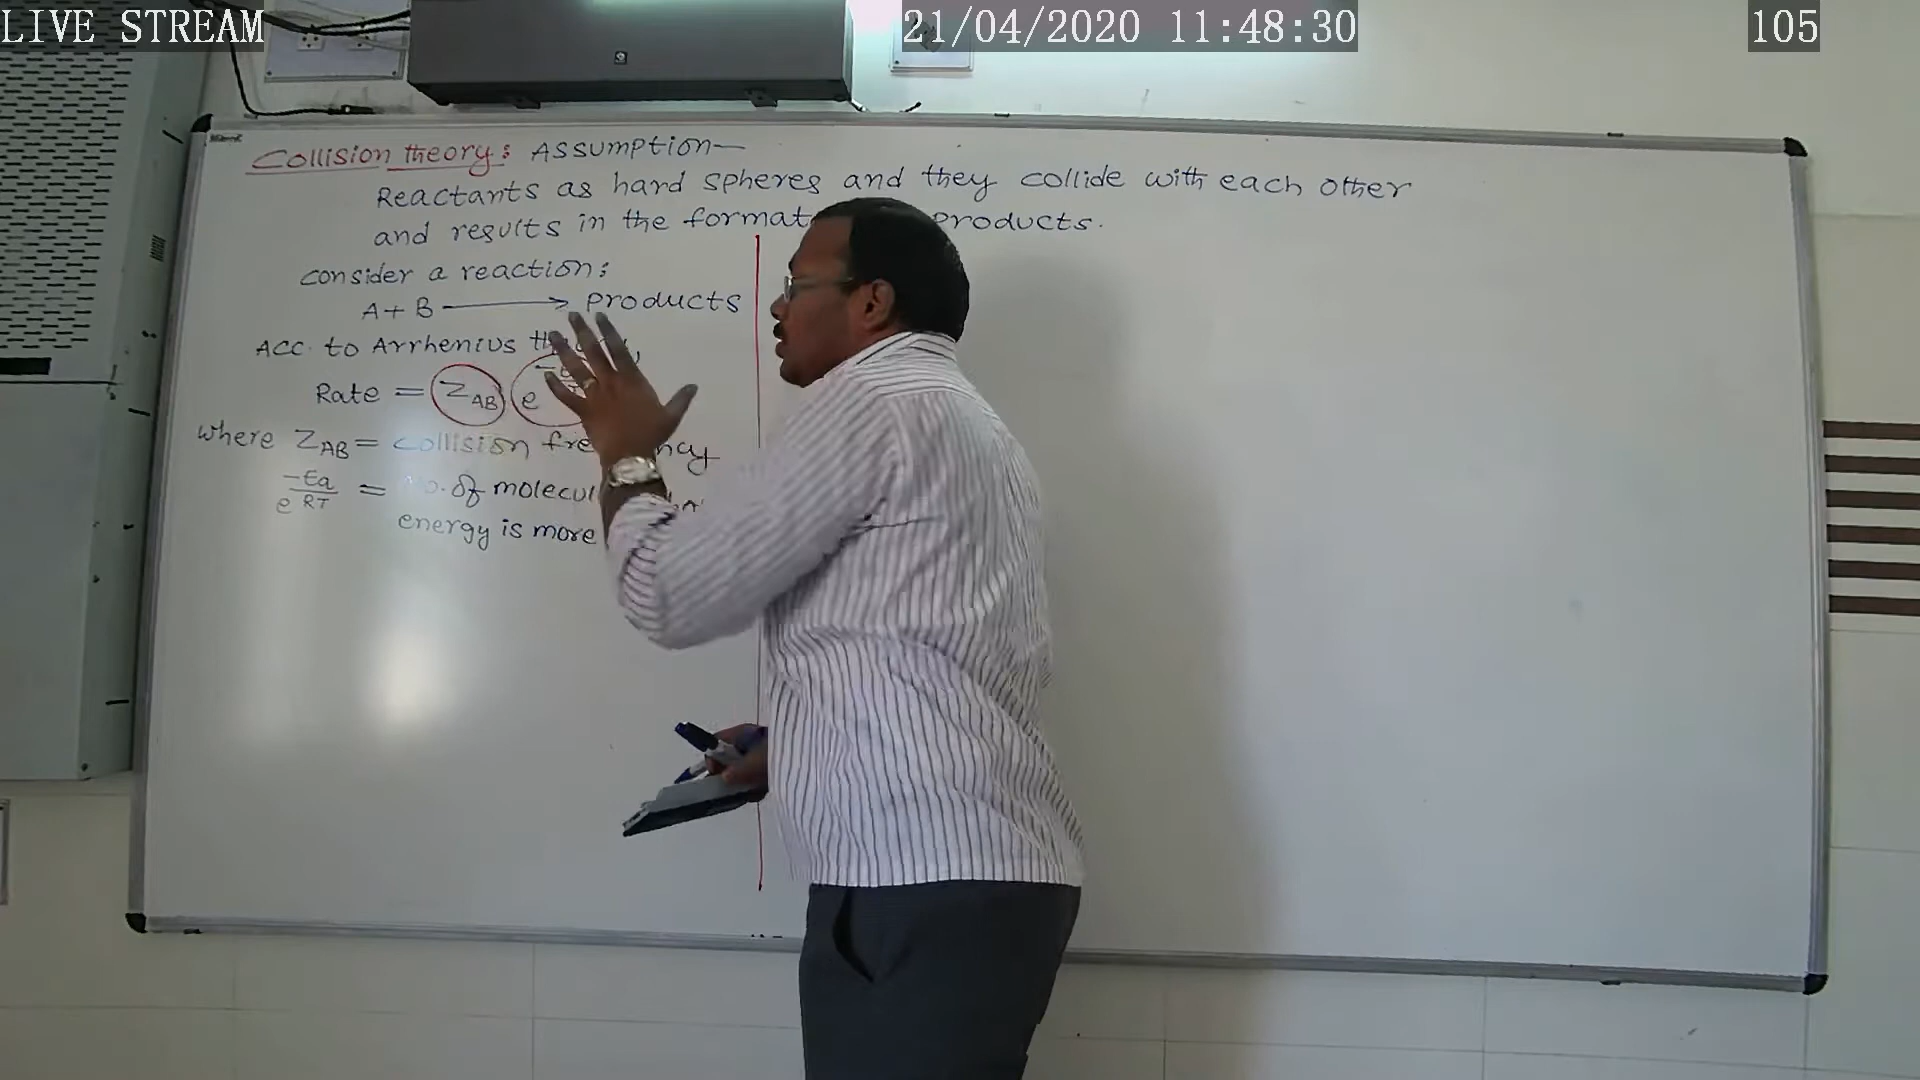 LIVE STREAM
21/04/2020 11:48:30
105
Collision theory: Assumption—
Reactants as hard spheres and they collide with each other
and results in the format products.
consider a reaction:
A + B ⟶ products
Acc. to Arrhenius
Rate = Z_AB e
where Z_AB = collision
e^(-Ea/RT) = No. of
energy is more